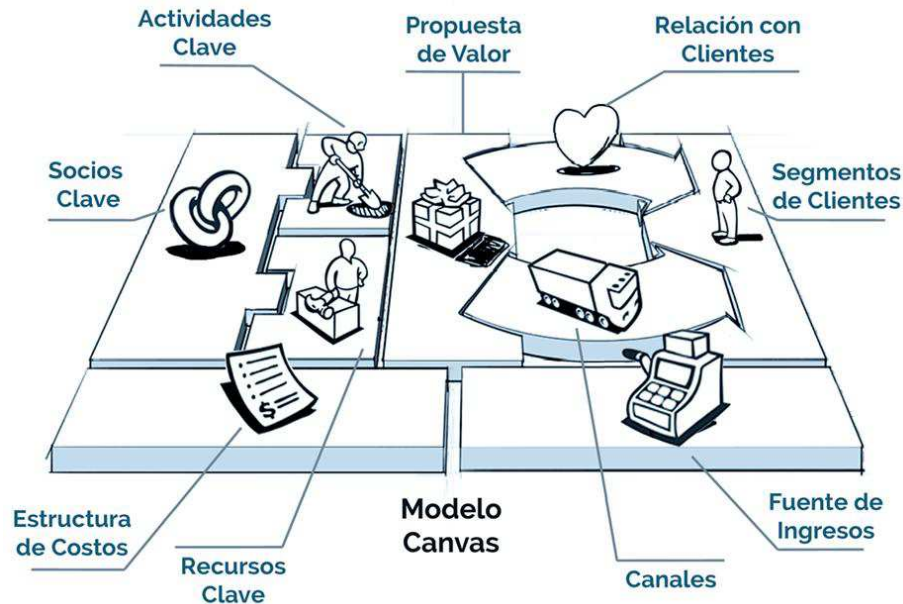 Actividades
Clave
Propuesta
de Valor
Relación con
Clientes
Socios
Clave
Segmentos
de Clientes
$
Estructura
de Costos
Recursos
Clave
Modelo
Canvas
Canales
Fuente de
Ingresos